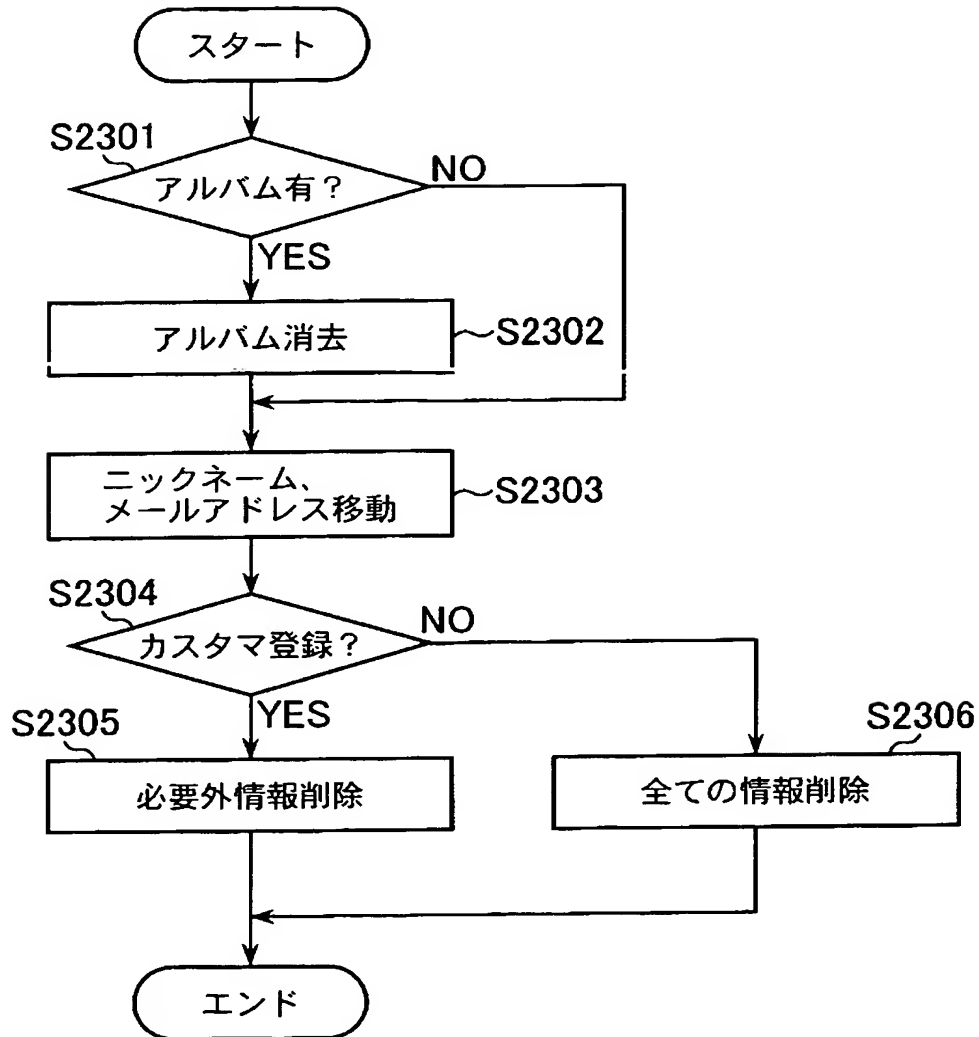 スタート
S2301
アルバム有？
NO
YES
アルバム消去
S2302
ニックネーム、
メールアドレス移動
S2303
S2304
カスタマ登録？
NO
YES
S2305
必要外情報削除
S2306
全ての情報削除
エンド